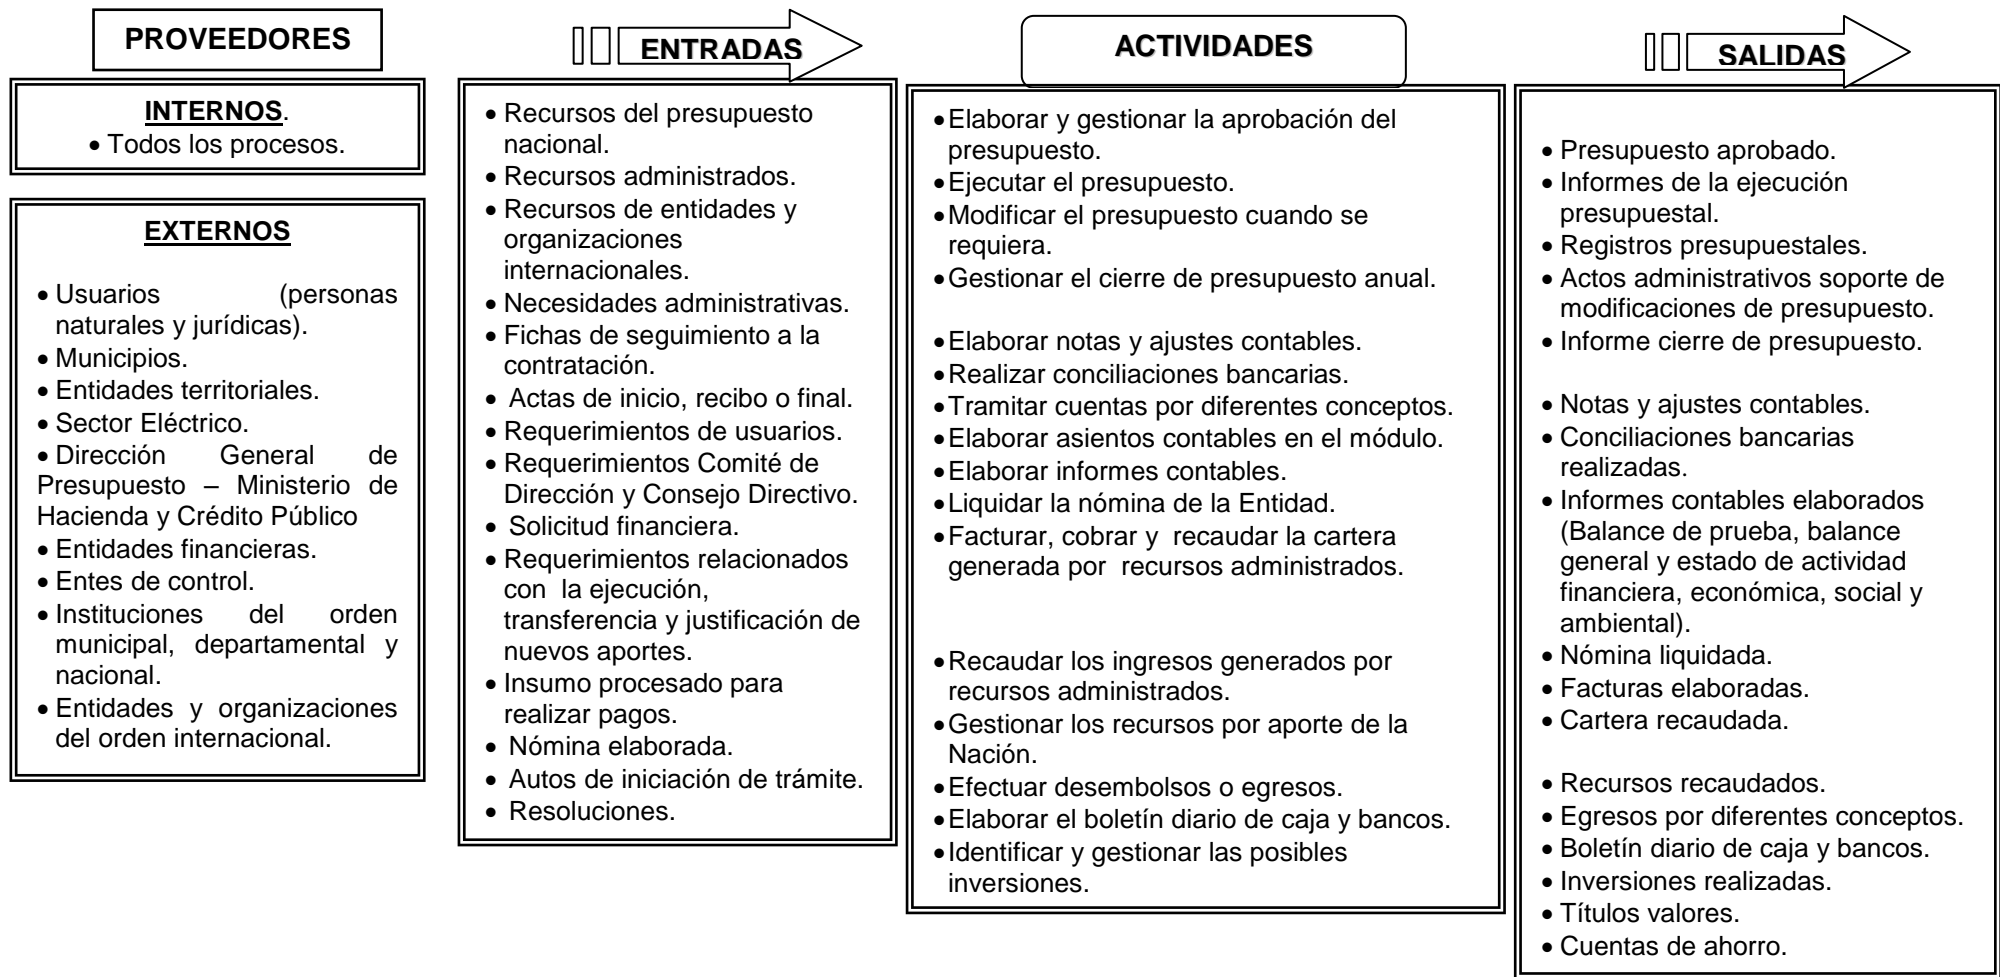 PROVEEDORES
INTERNOS.
• Todos los procesos.
EXTERNOS
• Usuarios (personas
naturales y jurídicas).
• Municipios.
• Entidades territoriales.
• Sector Eléctrico.
• Dirección General de
Presupuesto – Ministerio de
Hacienda y Crédito Público
• Entidades financieras.
• Entes de control.
• Instituciones del orden
municipal, departamental y
nacional.
• Entidades y organizaciones
del orden internacional.
ENTRADAS
• Recursos del presupuesto
nacional.
• Recursos administrados.
• Recursos de entidades y
organizaciones
internacionales.
• Necesidades administrativas.
• Fichas de seguimiento a la
contratación.
• Actas de inicio, recibo o final.
• Requerimientos de usuarios.
• Requerimientos Comité de
Dirección y Consejo Directivo.
• Solicitud financiera.
• Requerimientos relacionados
con la ejecución,
transferencia y justificación de
nuevos aportes.
• Insumo procesado para
realizar pagos.
• Nómina elaborada.
• Autos de iniciación de trámite.
• Resoluciones.
ACTIVIDADES
• Elaborar y gestionar la aprobación del
presupuesto.
• Ejecutar el presupuesto.
• Modificar el presupuesto cuando se
requiera.
• Gestionar el cierre de presupuesto anual.
• Elaborar notas y ajustes contables.
• Realizar conciliaciones bancarias.
• Tramitar cuentas por diferentes conceptos.
• Elaborar asientos contables en el módulo.
• Elaborar informes contables.
• Liquidar la nómina de la Entidad.
• Facturar, cobrar y recaudar la cartera
generada por recursos administrados.
• Recaudar los ingresos generados por
recursos administrados.
• Gestionar los recursos por aporte de la
Nación.
• Efectuar desembolsos o egresos.
• Elaborar el boletín diario de caja y bancos.
• Identificar y gestionar las posibles
inversiones.
SALIDAS
• Presupuesto aprobado.
• Informes de la ejecución
presupuestal.
• Registros presupuestales.
• Actos administrativos soporte de
modificaciones de presupuesto.
• Informe cierre de presupuesto.
• Notas y ajustes contables.
• Conciliaciones bancarias
realizadas.
• Informes contables elaborados
(Balance de prueba, balance
general y estado de actividad
financiera, económica, social y
ambiental).
• Nómina liquidada.
• Facturas elaboradas.
• Cartera recaudada.
• Recursos recaudados.
• Egresos por diferentes conceptos.
• Boletín diario de caja y bancos.
• Inversiones realizadas.
• Títulos valores.
• Cuentas de ahorro.